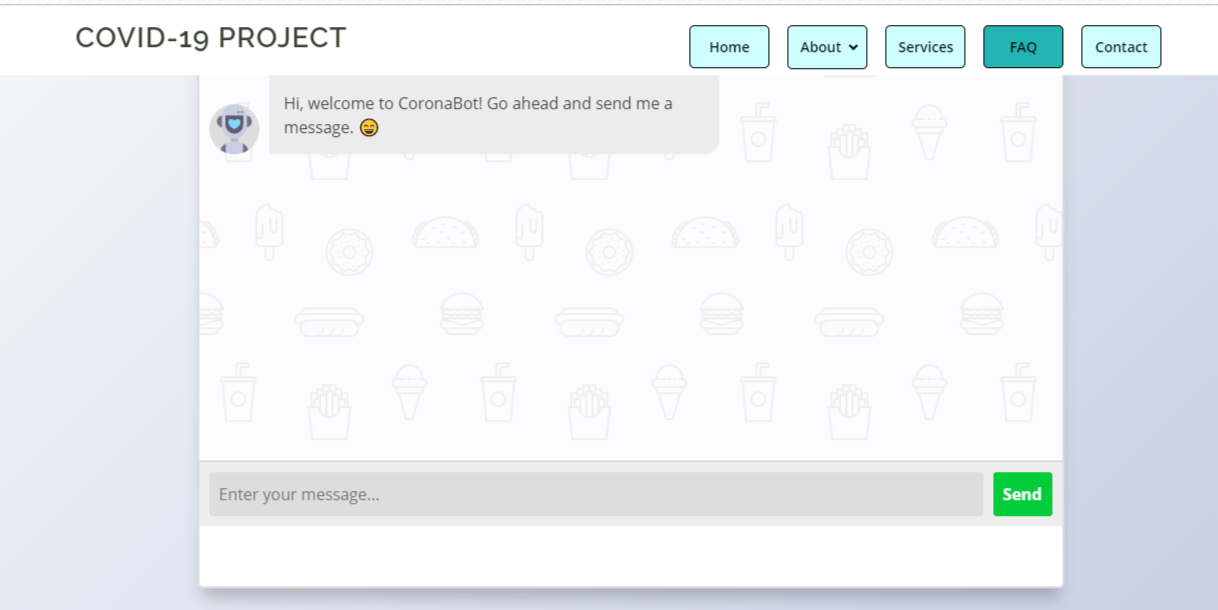 COVID-19 PROJECT
Home
About
Services
FAQ
Contact
Hi, welcome to CoronaBot! Go ahead and send me a
message. 😄
Enter your message...
Send